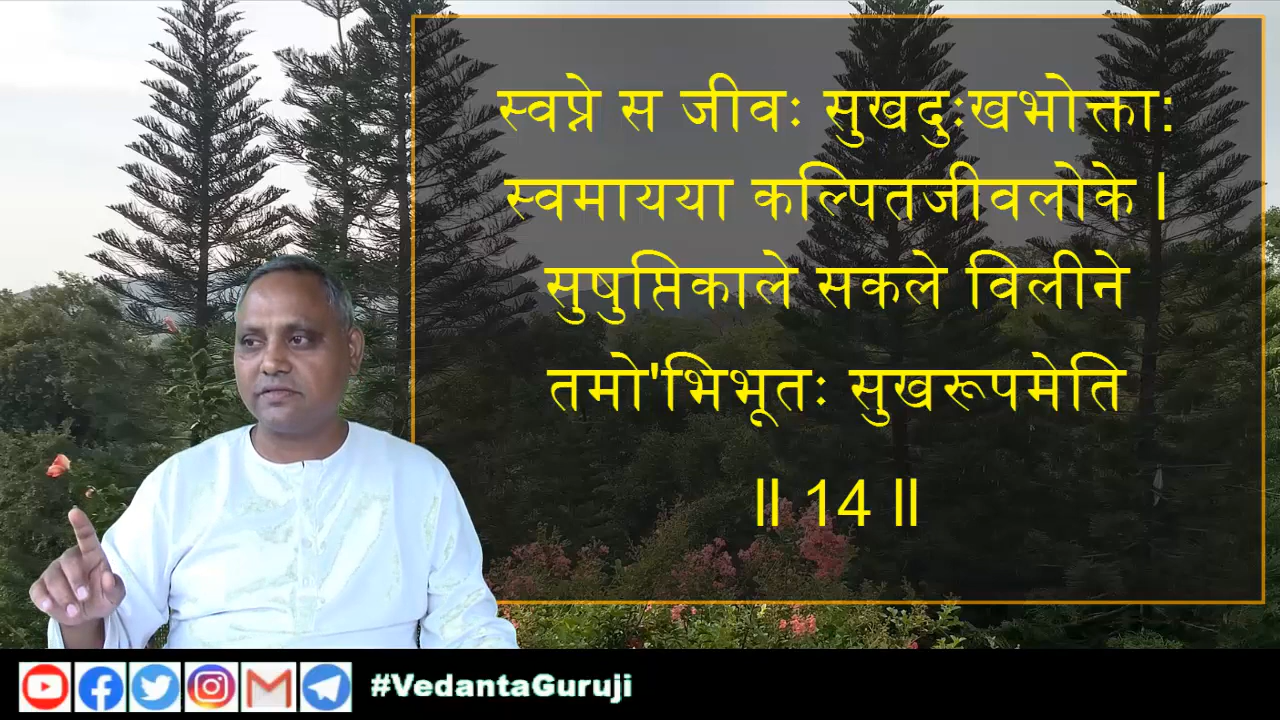 स्वप्ने स जीवः सुखदुःखभोक्ता:
स्वमायया कल्पितजीवलोके |
सुषुप्तिकाले सकले विलीने
तमो'भिभूतः सुखरूपमेति
॥ 14 ॥
#VedantaGuruji